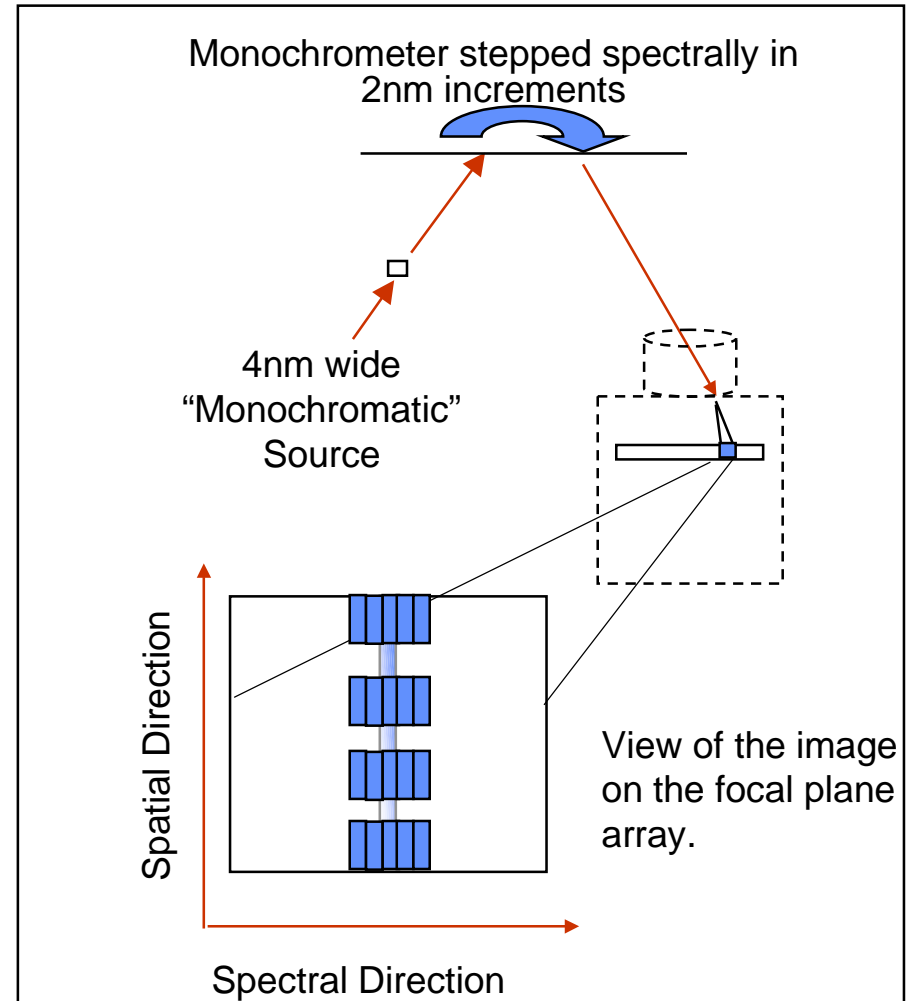 Monochrometer stepped spectrally in
2nm increments
4nm wide
“Monochromatic”
Source
Spatial Direction
View of the image
on the focal plane
array.
Spectral Direction